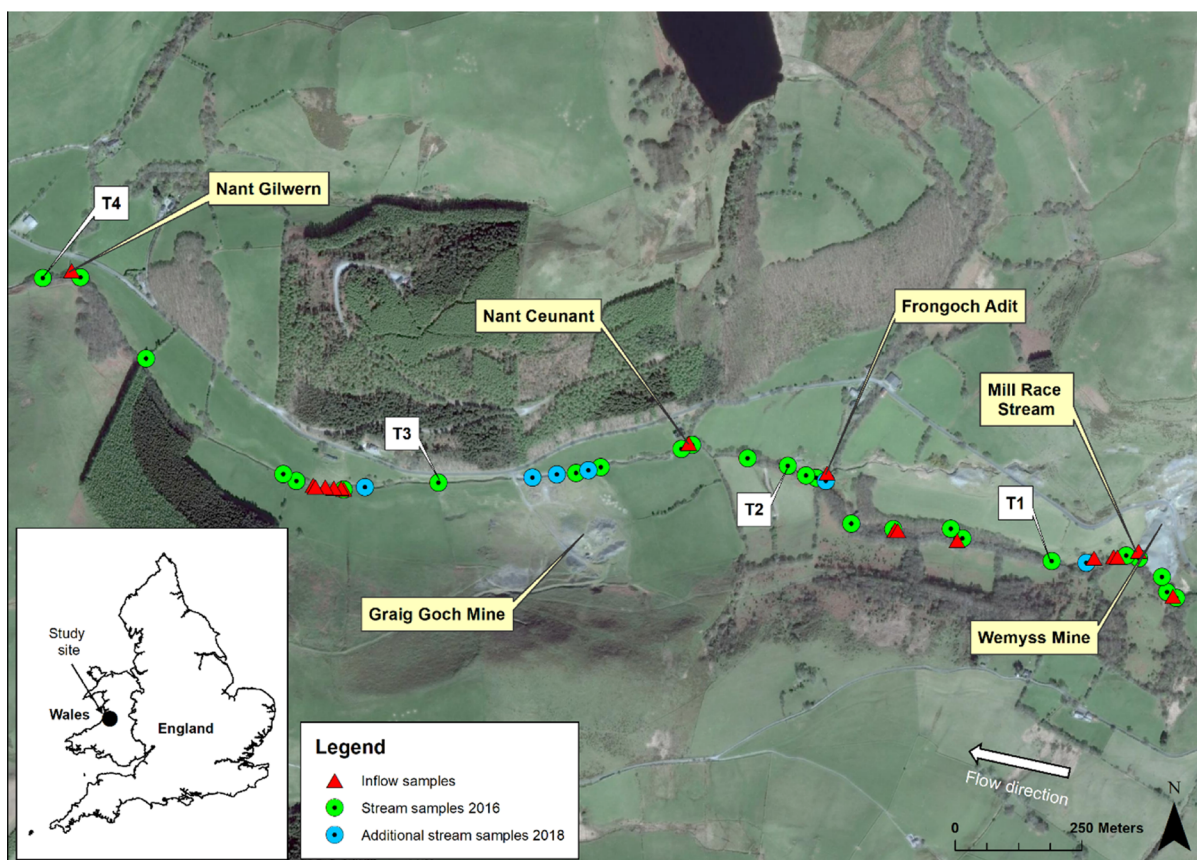 T4
Nant Gilwern
Nant Ceunant
Frongoch Adit
Mill Race
Stream
T3
T2
T1
Graig Goch Mine
Wemyss Mine
Study
site
Wales
England
Legend
Inflow samples
Stream samples 2016
Additional stream samples 2018
Flow direction
N
0
250 Meters